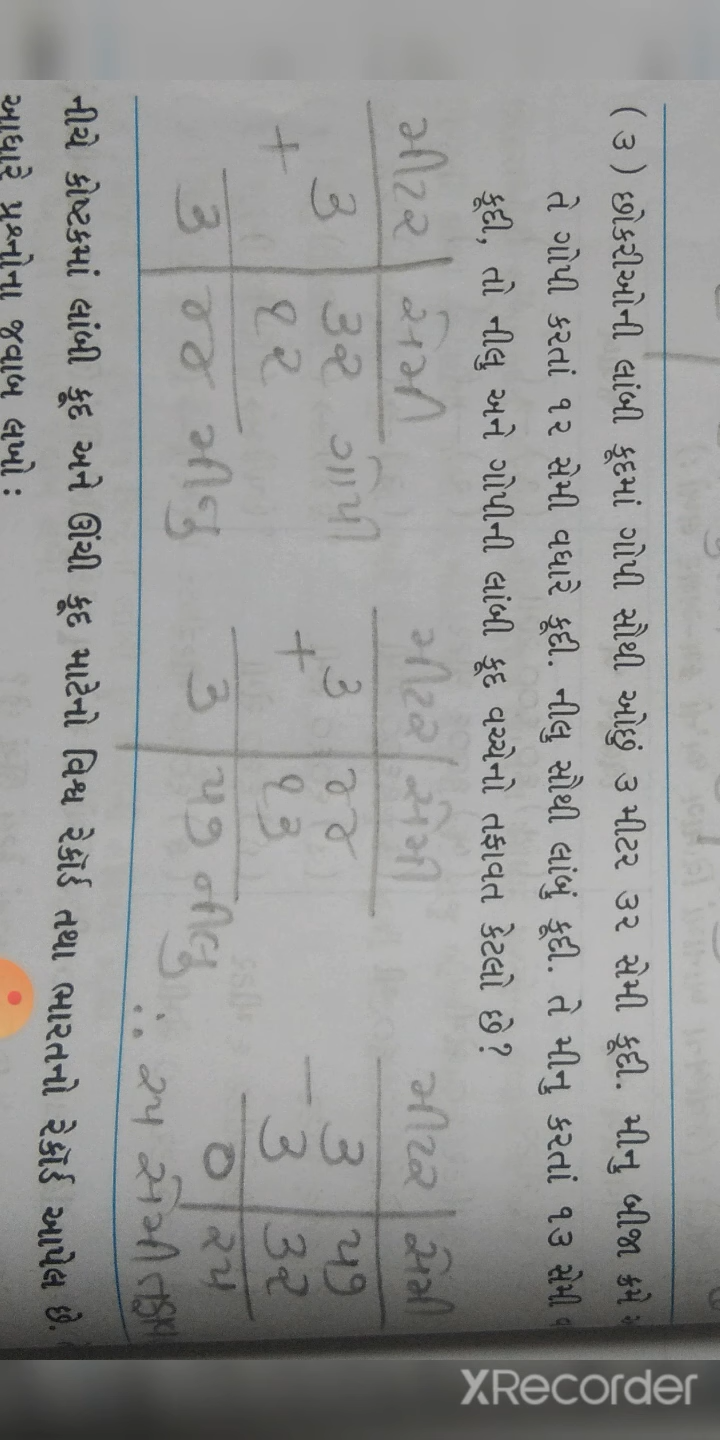 (૩) છોકરીઓની લાંબી કૂદમાં ગોપી સૌથી ઓછું ૩ મીટર ૩૨ સેમી કૂદી. મીનુ બીજા ક્રમે
તે ગોપી કરતાં ૧૨ સેમી વધારે કૂદી. નીલુ સૌથી લાંબું કૂદી. તે મીનુ કરતાં ૧૩ સેમી
કૂદી, તો નીલુ અને ગોપીની લાંબી કૂદ વચ્ચેનો તફાવત કેટલો છે?
મીટર | સેમી
૩ ૩૨ ગોપી
+ ૧૨
૩ ૪૪ મીનુ
મીટર | સેમી
૩ ૪૪
+ ૧૩
૩ ૫૭ નીલુ
મીટર | સેમી
૩ ૫૭
- ૩ ૩૨
૦ ૨૫
∴ ૨૫ સેમી
નીચે કોષ્ટકમાં લાંબી કૂદ અને ઊંચી કૂદ માટેનો વિશ્વ રેકૉર્ડ તથા ભારતનો રેકૉર્ડ આપેલ છે.
આધારે પ્રશ્નોના જવાબ લખો :
XRecorder